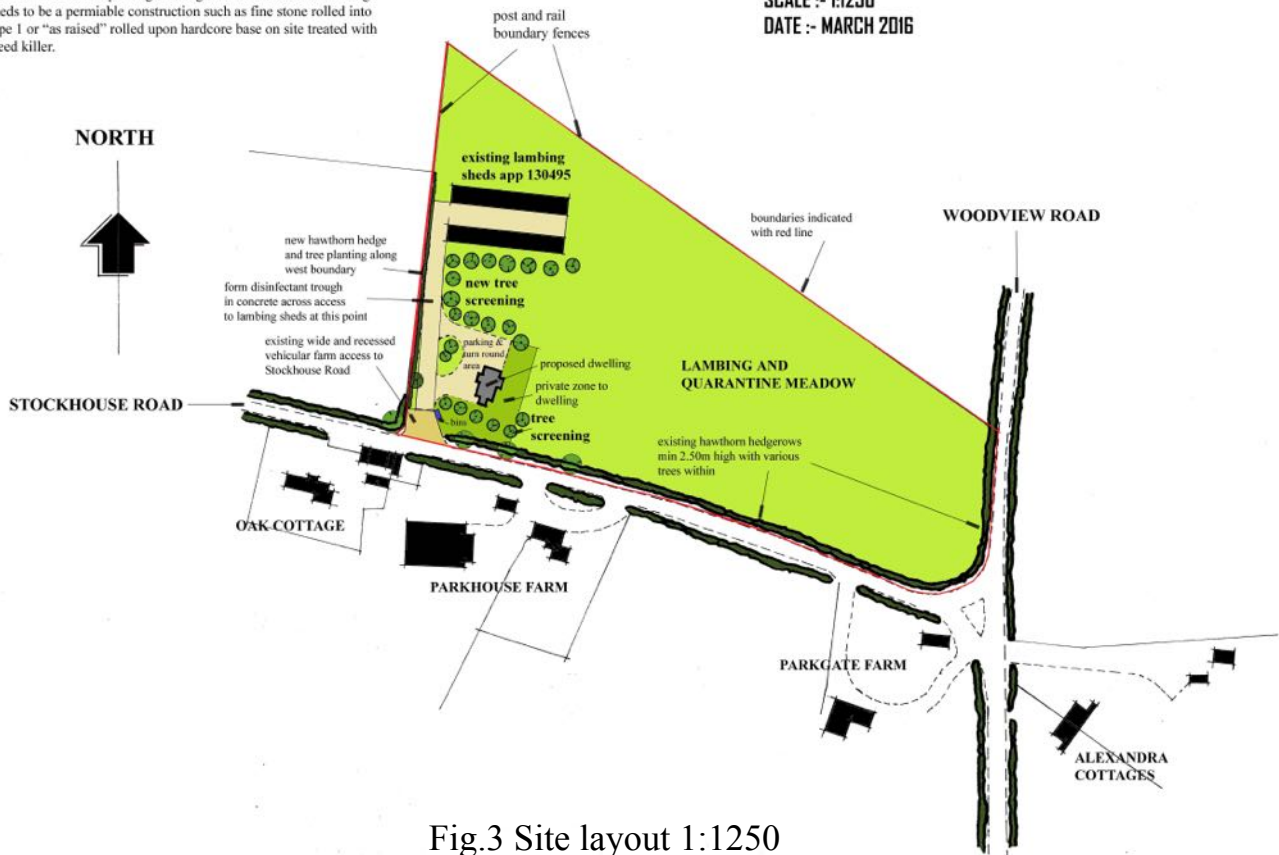 eds to be a permiable construction such as fine stone rolled into
pe 1 or “as raised” rolled upon hardcore base on site treated with
eed killer.
DATE :- MARCH 2016
post and rail
boundary fences
NORTH
existing lambing
sheds app 130495
boundaries indicated
with red line
WOODVIEW ROAD
new hawthorn hedge
and tree planting along
west boundary
form disinfectant trough
in concrete across access
to lambing sheds at this point
new tree
screening
existing wide and recessed
vehicular farm access to
Stockhouse Road
parking &
turn round
area
proposed dwelling
private zone to
dwelling
LAMBING AND
QUARANTINE MEADOW
STOCKHOUSE ROAD
bins
tree
screening
existing hawthorn hedgerows
min 2.50m high with various
trees within
OAK COTTAGE
PARKHOUSE FARM
PARKGATE FARM
ALEXANDRA
COTTAGES
Fig.3 Site layout 1:1250